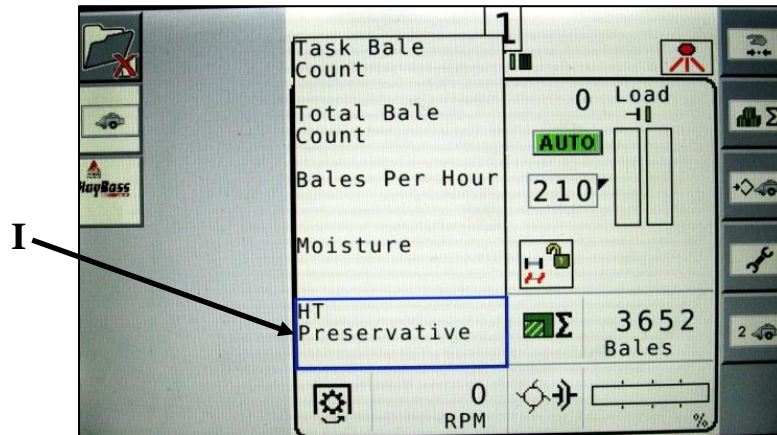 1
Task Bale
Count
Total Bale
Count
Bales Per Hour
Moisture
HT
Preservative
0 Load
AUTO
210
Σ
HayBoss
I
Σ 3652
Bales
2
0
RPM
%